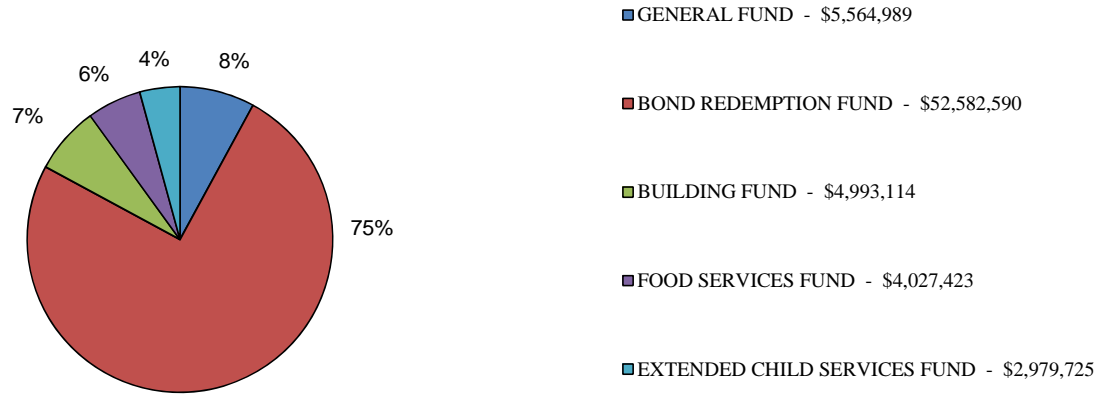 GENERAL FUND - $5,564,989
4%
8%
6%
BOND REDEMPTION FUND - $52,582,590
7%
BUILDING FUND - $4,993,114
75%
FOOD SERVICES FUND - $4,027,423
EXTENDED CHILD SERVICES FUND - $2,979,725